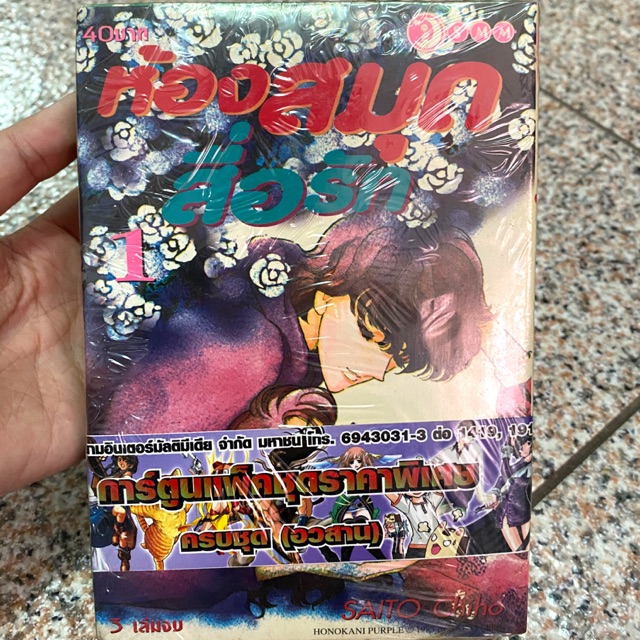 40บาท
SMM
ห้องสมุด
สื่อรัก
1
ามอินเตอร์มัลติมีเดีย จำกัด มหาชน โทร. 6943031-3 ต่อ 1419, 191
การ์ตูนแพ็คชุดราคาพิเศษ
ครบชุด (อวสาน)
5 เล่มจบ
SAITO Chiho
HONOKANI PURPLE ©